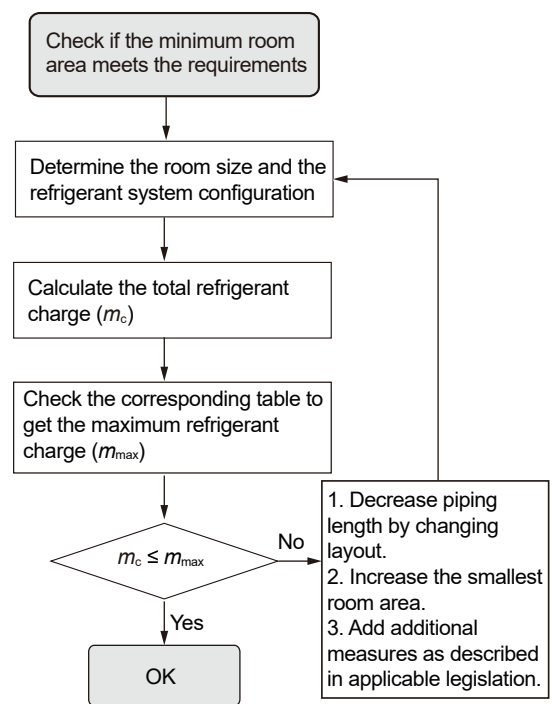 Check if the minimum room
area meets the requirements
Determine the room size and the
refrigerant system configuration
Calculate the total refrigerant
charge (mc)
Check the corresponding table to
get the maximum refrigerant
charge (mmax)
mc ≤ mmax
No
Yes
OK
1. Decrease piping
length by changing
layout.
2. Increase the smallest
room area.
3. Add additional
measures as described
in applicable legislation.